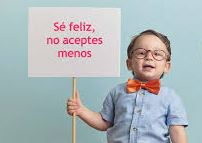 Sé feliz,
no aceptes
menos